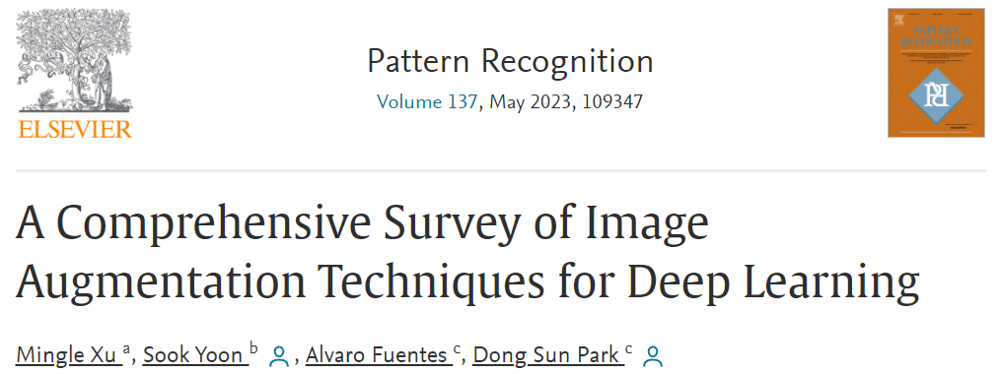 ELSEVIER
Pattern Recognition
Volume 137, May 2023, 109347
PATTERN
RECOGNITION
A Comprehensive Survey of Image
Augmentation Techniques for Deep Learning
Mingle Xu a, Sook Yoon b, Alvaro Fuentes c, Dong Sun Park c